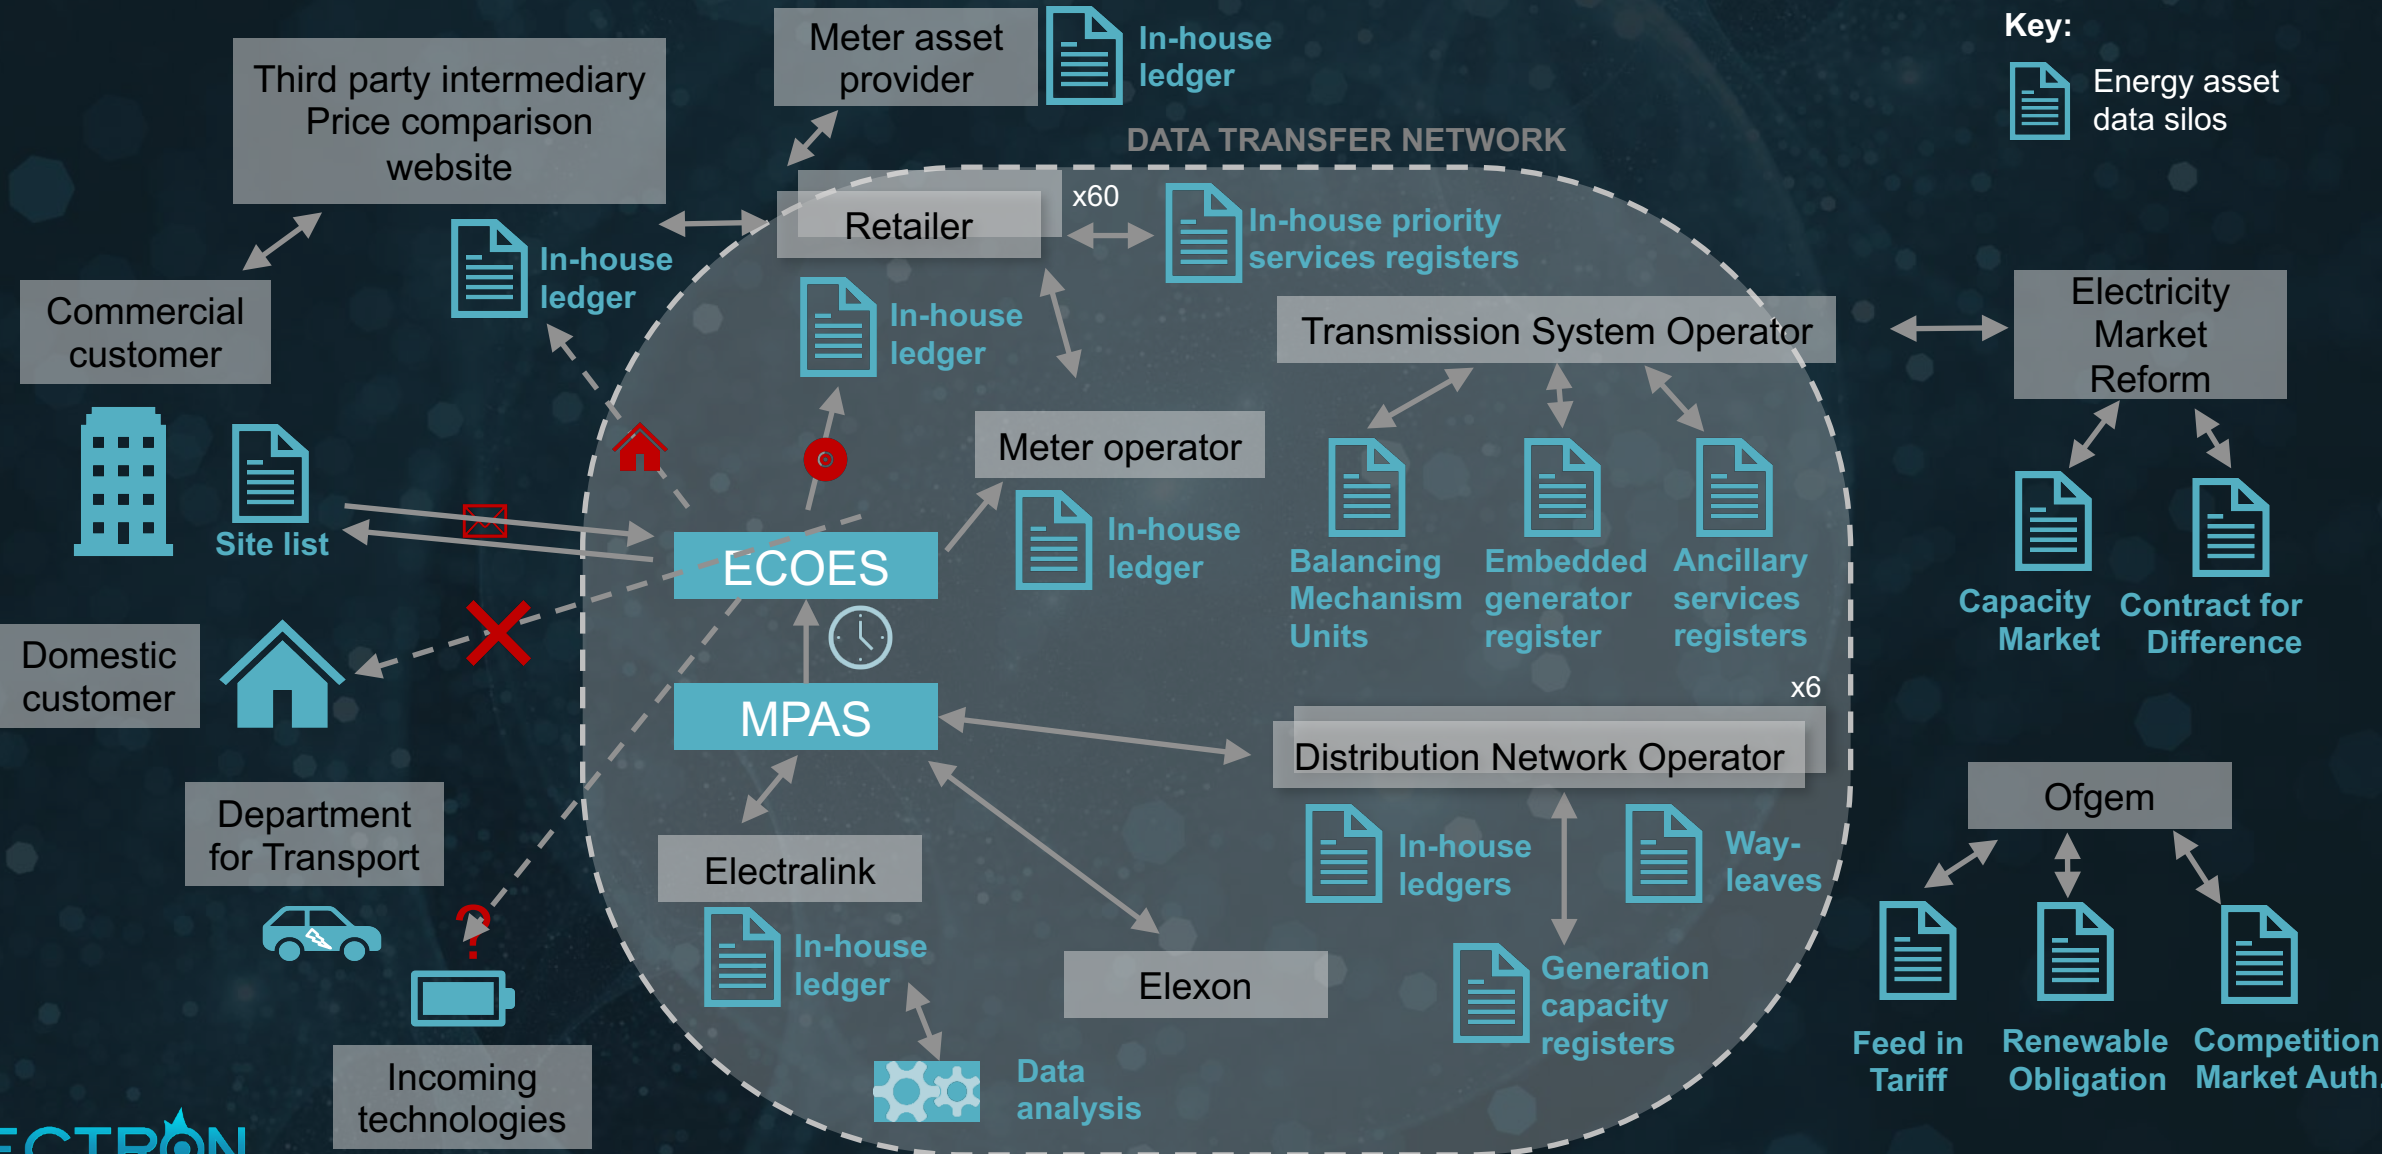 Meter asset
provider
In-house
ledger
Key:
Energy asset
data silos
Third party intermediary
Price comparison
website
DATA TRANSFER NETWORK
Retailer
x60
In-house priority
services registers
In-house
ledger
Commercial
customer
In-house
ledger
Transmission System Operator
Electricity
Market
Reform
Meter operator
Site list
ECOES
In-house
ledger
Balancing
Mechanism
Units
Embedded
generator
register
Ancillary
services
registers
Capacity
Market
Contract for
Difference
Domestic
customer
MPAS
x6
Distribution Network Operator
Ofgem
Department
for Transport
?
Electralink
In-house
ledger
In-house
ledgers
Way-
leaves
Elexon
Generation
capacity
registers
Feed in
Tariff
Renewable
Obligation
Competition
Market Auth.
Incoming
technologies
Data
analysis
ECTRON